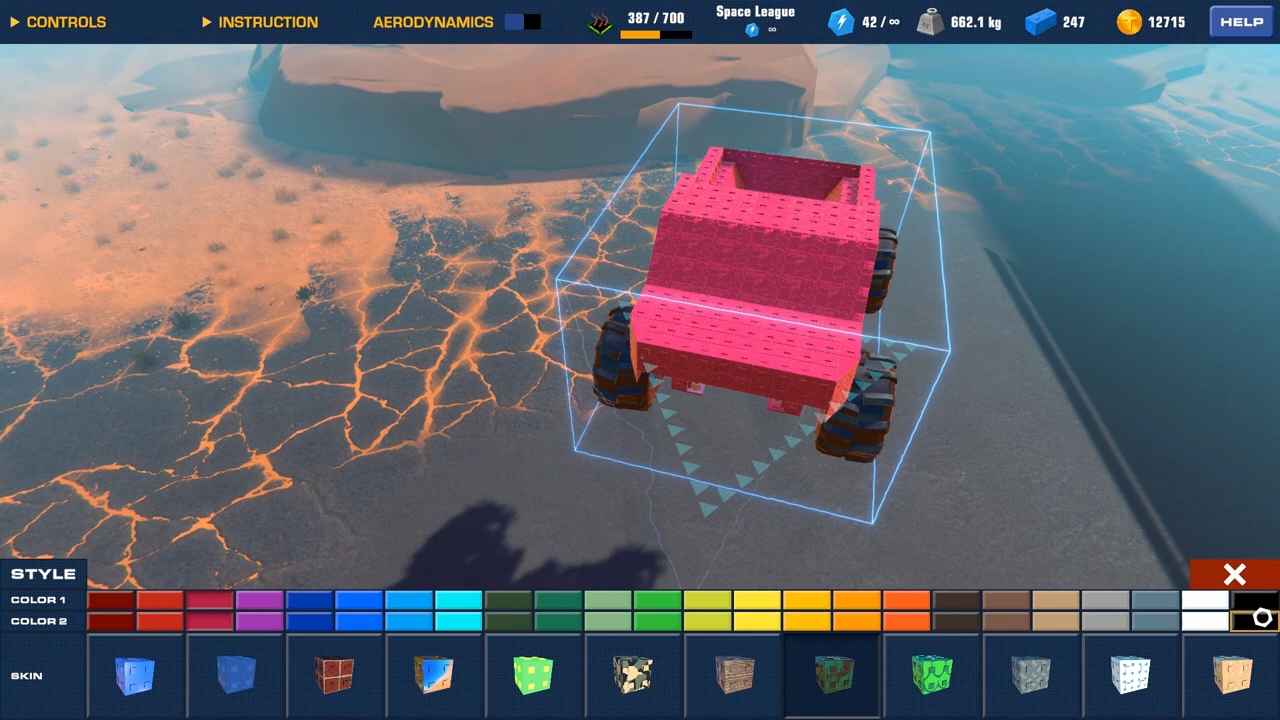 CONTROLS
INSTRUCTION
AERODYNAMICS
387 / 700
Space League
∞
42 / ∞
662.1 kg
247
12715
HELP
STYLE
COLOR 1
COLOR 2
SKIN